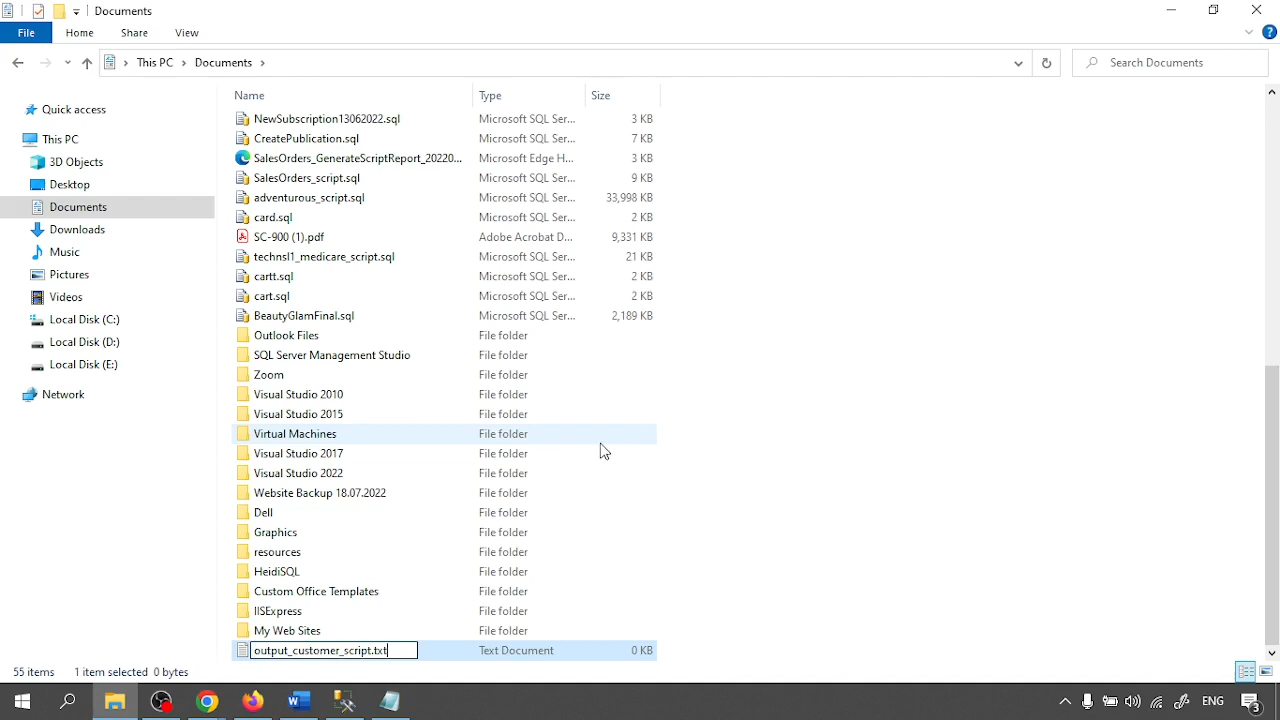 Documents
File
Home
Share
View
This PC
Documents
Search Documents
Quick access
This PC
3D Objects
Desktop
Documents
Downloads
Music
Pictures
Videos
Local Disk (C:)
Local Disk (D:)
Local Disk (E:)
Network
Name Type Size
NewSubscription13062022.sql Microsoft SQL Ser... 3 KB
CreatePublication.sql Microsoft SQL Ser... 7 KB
SalesOrders_GenerateScriptReport_20220... Microsoft Edge H... 3 KB
SalesOrders_script.sql Microsoft SQL Ser... 9 KB
adventurous_script.sql Microsoft SQL Ser... 33,998 KB
card.sql Microsoft SQL Ser... 2 KB
SC-900 (1).pdf Adobe Acrobat D... 9,331 KB
technsl1_medicare_script.sql Microsoft SQL Ser... 21 KB
cartt.sql Microsoft SQL Ser... 2 KB
cart.sql Microsoft SQL Ser... 2 KB
BeautyGlamFinal.sql Microsoft SQL Ser... 2,189 KB
Outlook Files File folder
SQL Server Management Studio File folder
Zoom File folder
Visual Studio 2010 File folder
Visual Studio 2015 File folder
Virtual Machines File folder
Visual Studio 2017 File folder
Visual Studio 2022 File folder
Website Backup 18.07.2022 File folder
Dell File folder
Graphics File folder
resources File folder
HeidiSQL File folder
Custom Office Templates File folder
IISExpress File folder
My Web Sites File folder
output_customer_script.txt Text Document 0 KB
55 items 1 item selected 0 bytes
ENG
3